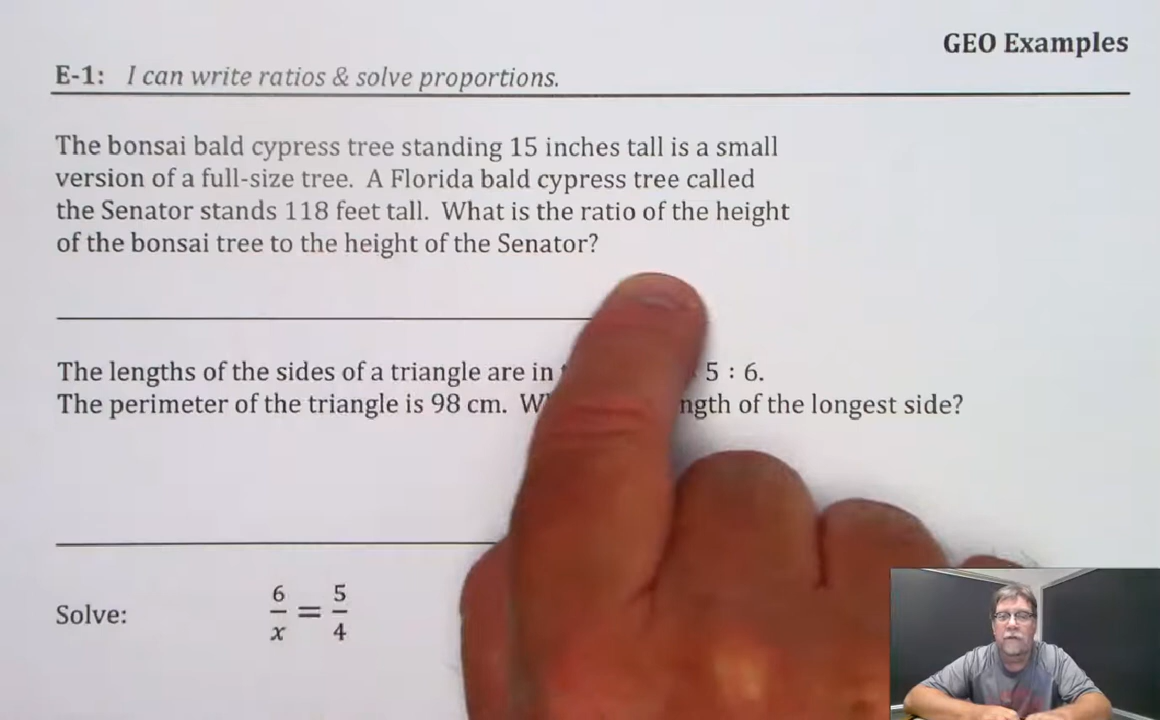 GEO Examples
E-1: I can write ratios & solve proportions.
The bonsai bald cypress tree standing 15 inches tall is a small
version of a full-size tree. A Florida bald cypress tree called
the Senator stands 118 feet tall. What is the ratio of the height
of the bonsai tree to the height of the Senator?
The lengths of the sides of a triangle are in 5 : 6.
The perimeter of the triangle is 98 cm. of the longest side?
Solve: 6/x = 5/4